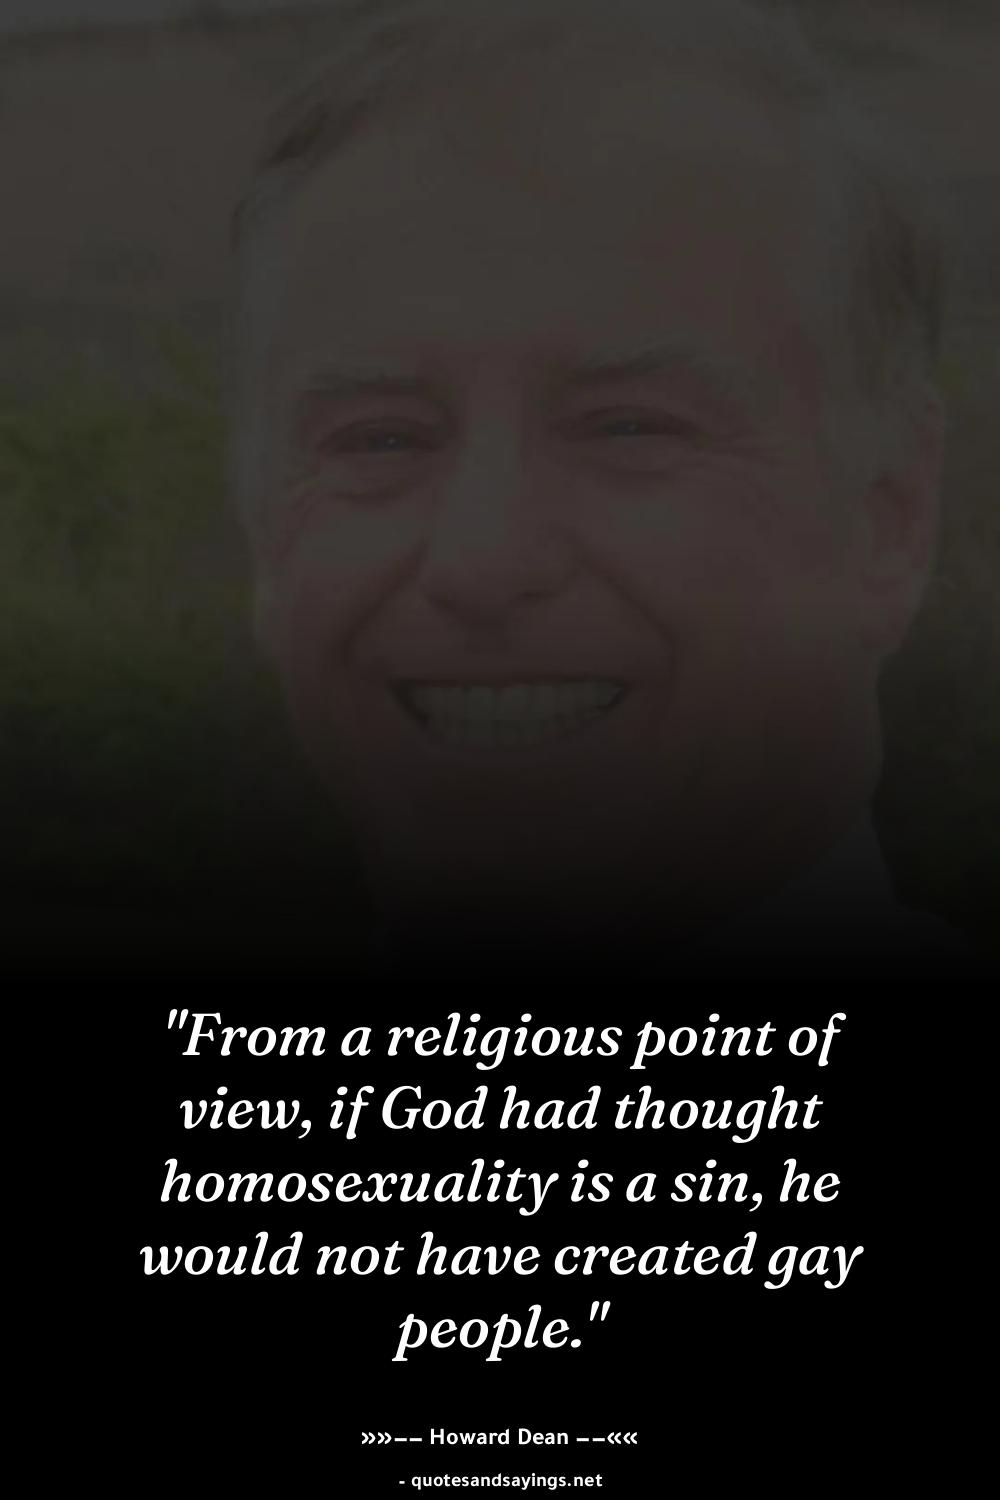 "From a religious point of
view, if God had thought
homosexuality is a sin, he
would not have created gay
people."
»»—— Howard Dean ——««
- quotesandsayings.net